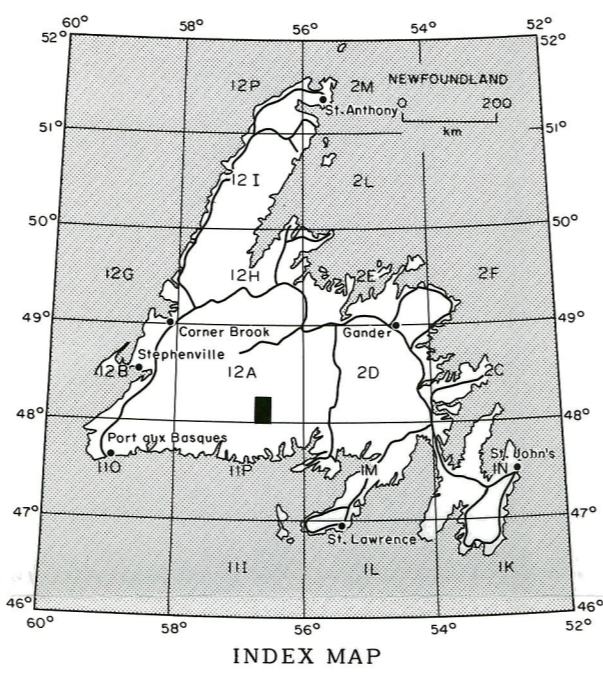 60° 58° 56° 54° 52°
52° 52°
12P 2M NEWFOUNDLAND
St. Anthony 0 200
km
51° 51°
12I 2L
50° 50°
12G 12H 2E 2F
49° 49°
Corner Brook Gander
Stephenville
12B 12A 2D 2C
48° 48°
Port aux Basques St. John's
11O 11P 1M 1N
47° 47°
St. Lawrence
11I 1L 1K
46° 46°
60° 58° 56° 54° 52°
INDEX MAP